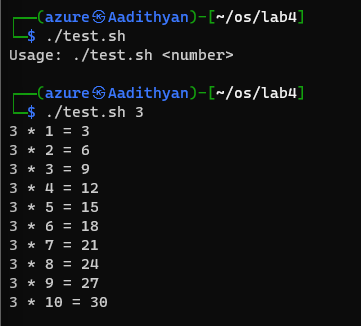 ┌──(azure㉿Aadithyan)-[~/os/lab4]
└─$ ./test.sh
Usage: ./test.sh <number>
┌──(azure㉿Aadithyan)-[~/os/lab4]
└─$ ./test.sh 3
3 * 1 = 3
3 * 2 = 6
3 * 3 = 9
3 * 4 = 12
3 * 5 = 15
3 * 6 = 18
3 * 7 = 21
3 * 8 = 24
3 * 9 = 27
3 * 10 = 30